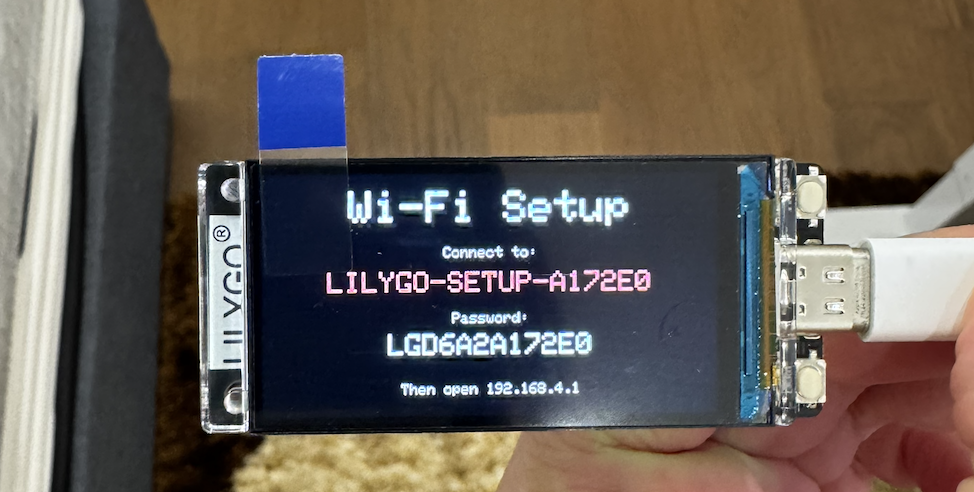 LILYGO®
Wi-Fi Setup
Connect to:
LILYGO-SETUP-A172E0
Password:
LGD6A2A172E0
Then open 192.168.4.1